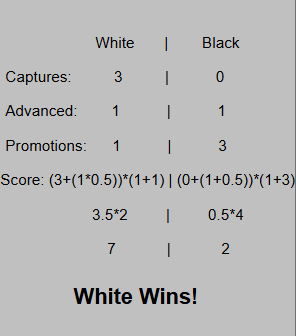 White | Black
Captures: 3 | 0
Advanced: 1 | 1
Promotions: 1 | 3
Score: (3+(1*0.5))*(1+1) | (0+(1+0.5))*(1+3)
3.5*2 | 0.5*4
7 | 2
White Wins!